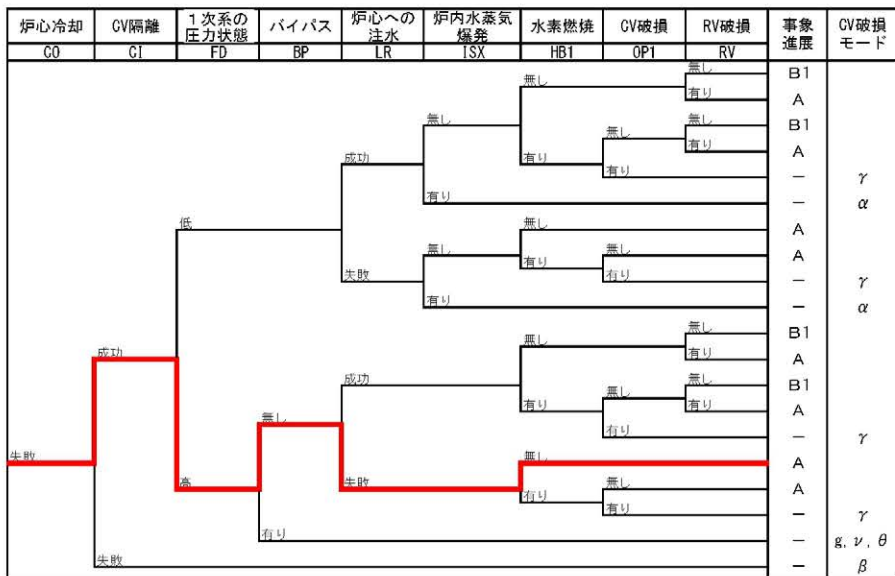 炉心冷却 CV隔離 1次系の圧力状態 バイパス 炉心への注水 炉内水蒸気爆発 水素燃焼 CV破損 RV破損 事象進展 CV破損モード
CO CI FD BP LR ISX HB1 OP1 RV
無し B1
有り A
無し 無し 無し B1
有り A
成功 有り 有り － γ
有り － α
低 無し A
無し 無し A
有り 有り － γ
失敗
有り － α
無し B1
成功 無し 有り A
成功 無し 無し B1
無し 有り 有り A
有り － γ
失敗 無し A
高 失敗 無し A
有り 有り － γ
有り － g, ν, θ
失敗 － β